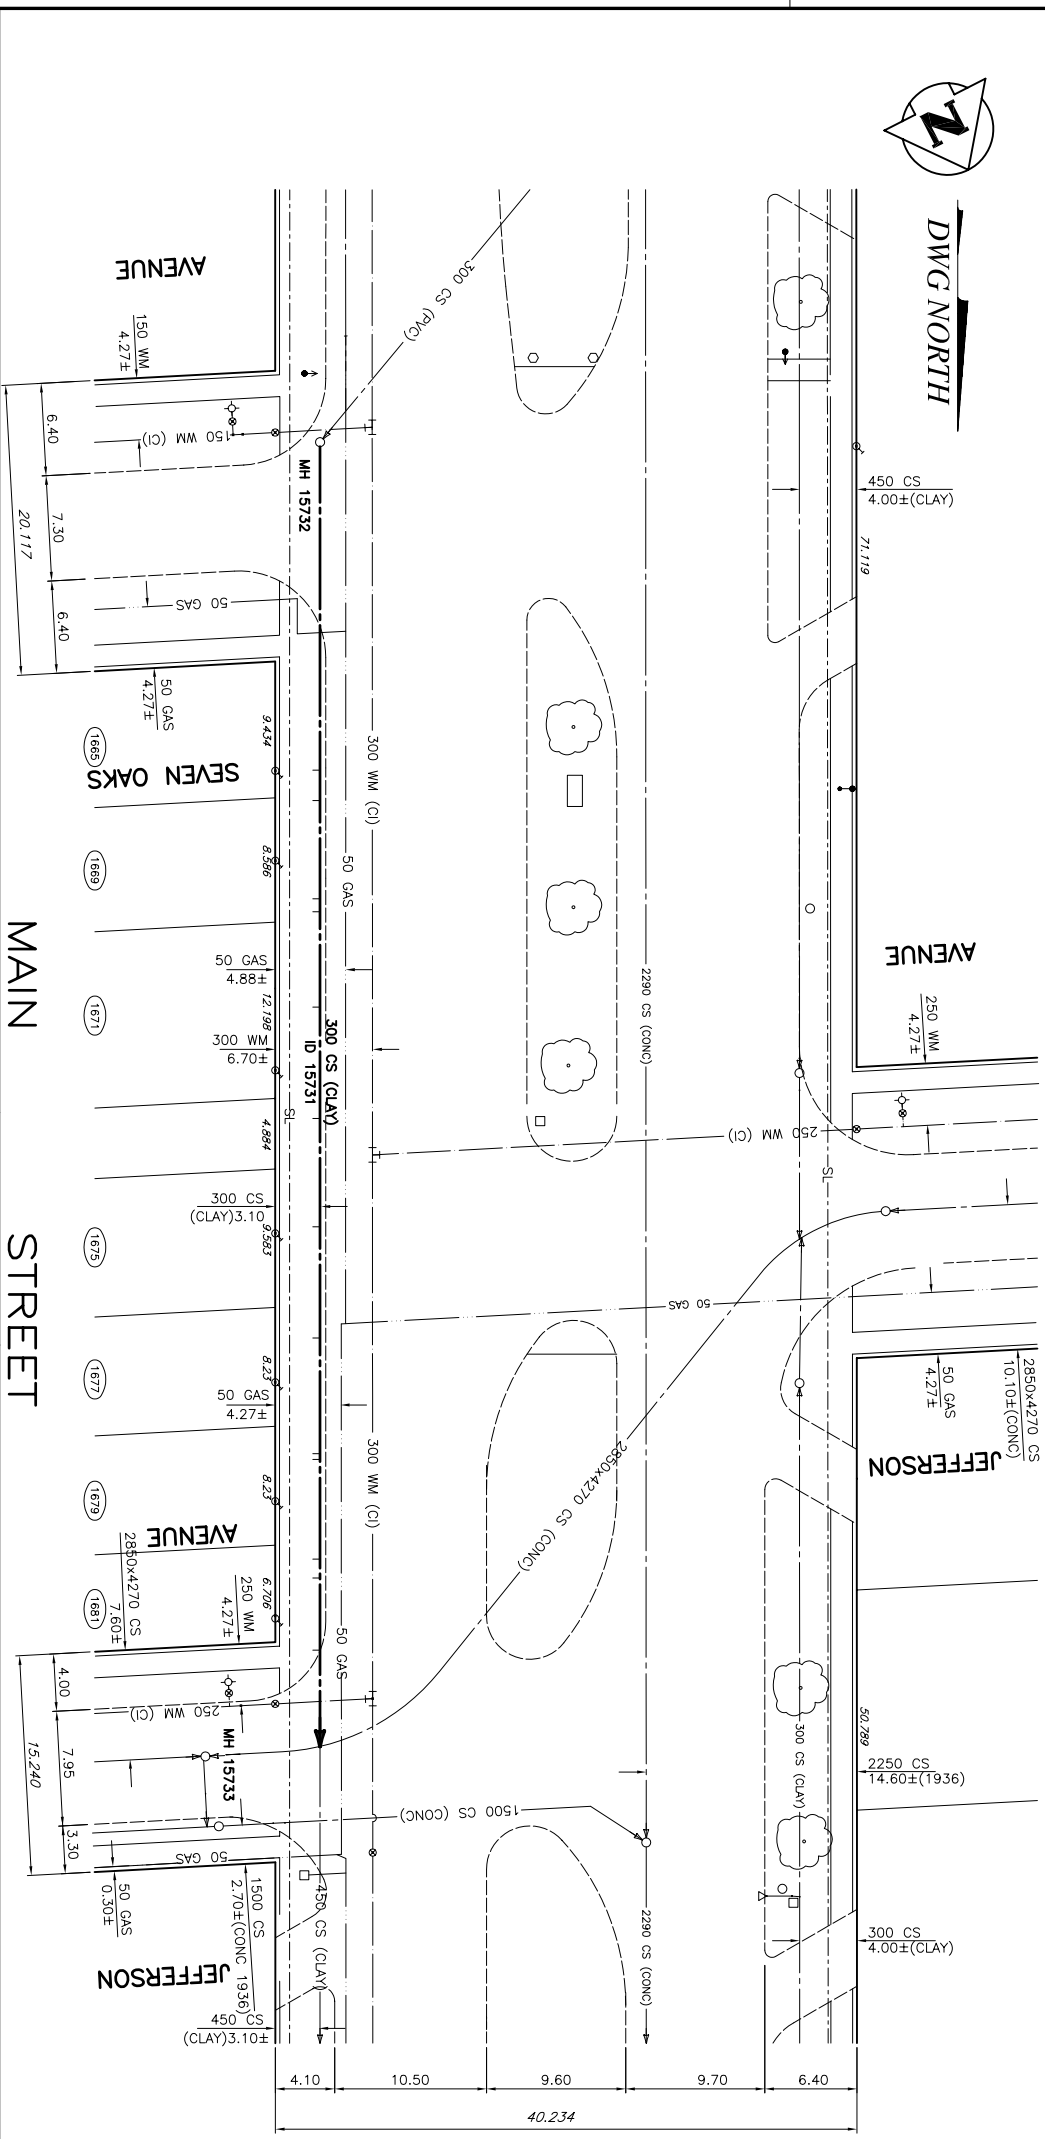 N
DWG NORTH
AVENUE
150 WM
4.27±
6.40
7.30
6.40
20.117
150 WM (CI)
MH 15732
300 CS (PVC)
450 CS
4.00±(CLAY)
71.119
50 GAS
50 GAS
4.27±
1665
9.434
SEVEN OAKS
300 WM (CI)
1669
8.586
50 GAS
MAIN
AVENUE
2290 CS (CONC)
50 GAS
4.88±
12.198
1671
300 WM
6.70±
300 CS (CLAY)
ID 15731
250 WM
4.27±
SL
4.884
250 WM (CI)
SL
300 CS
(CLAY)3.10
9.583
1675
STREET
50 GAS
2850x4270 CS
10.10±(CONC)
50 GAS
4.27±
JEFFERSON
1677
8.23
50 GAS
4.27±
300 WM (CI)
2850x4270 CS (CONC)
1679
8.23
AVENUE
2850x4270 CS
7.60±
250 WM
4.27±
6.706
1681
50 GAS
4.00
7.95
3.30
15.240
250 WM (CI)
MH 15733
1500 CS (CONC)
300 CS (CLAY)
50.789
2250 CS
14.60±(1936)
50 GAS
50 GAS
0.30±
1500 CS
2.70±(CONC 1936)
JEFFERSON
450 CS (CLAY)
2290 CS (CONC)
300 CS
4.00±(CLAY)
450 CS
(CLAY)3.10±
4.10
10.50
9.60
9.70
6.40
40.234